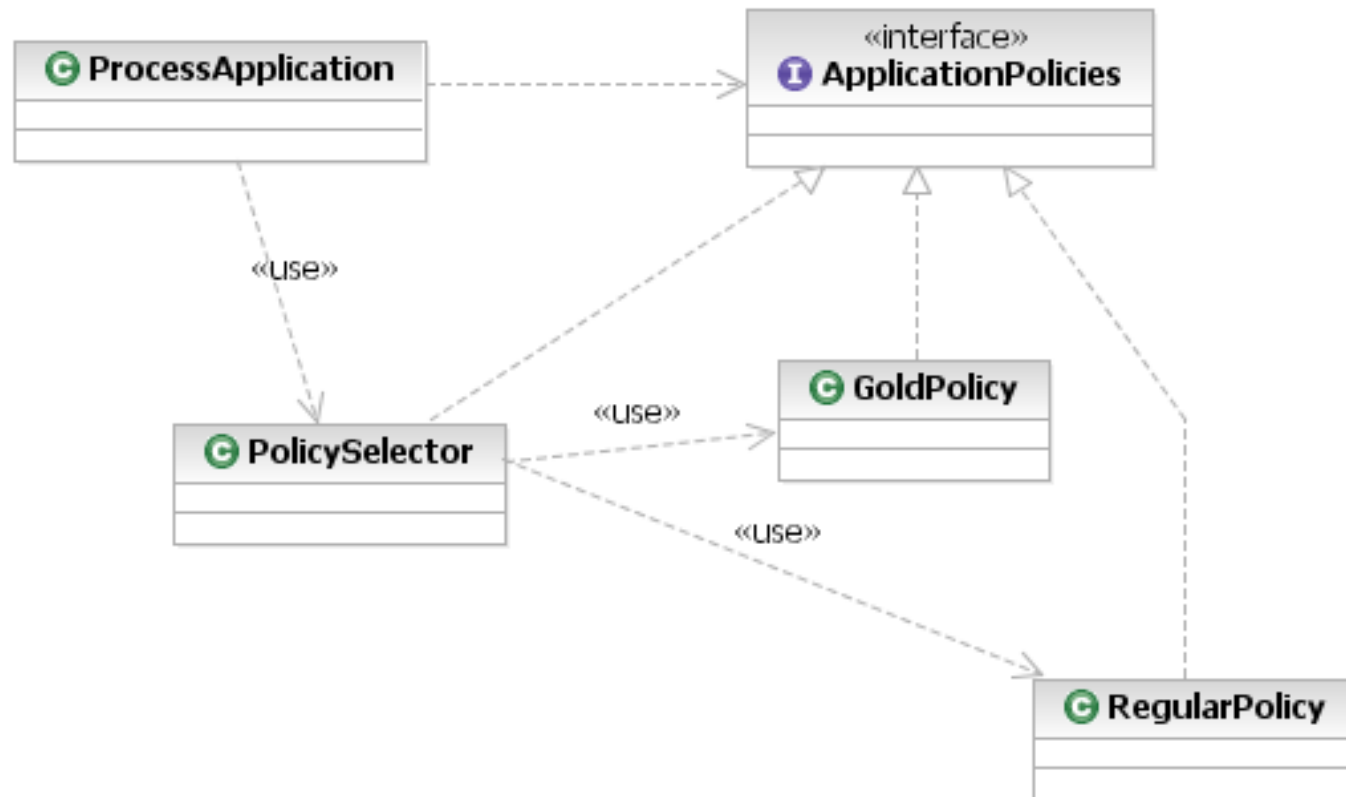 «interface»
C ProcessApplication
I ApplicationPolicies
«use»
C GoldPolicy
«use»
C PolicySelector
«use»
C RegularPolicy